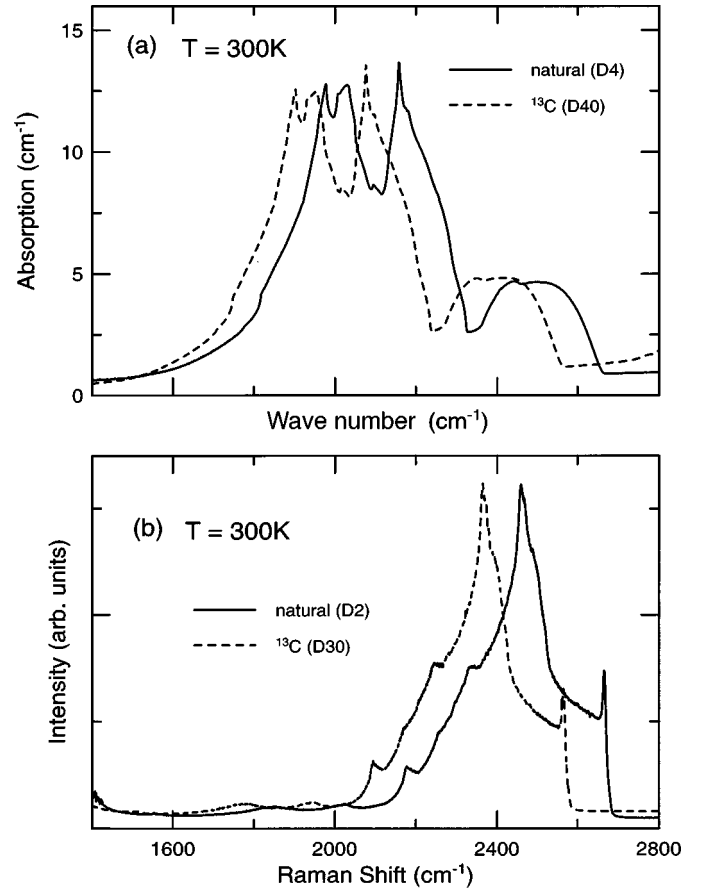 15
(a) T = 300K
natural (D4)
¹³C (D40)
10
Absorption (cm⁻¹)
5
0
Wave number (cm⁻¹)
(b) T = 300K
natural (D2)
¹³C (D30)
Intensity (arb. units)
1600 2000 2400 2800
Raman Shift (cm⁻¹)